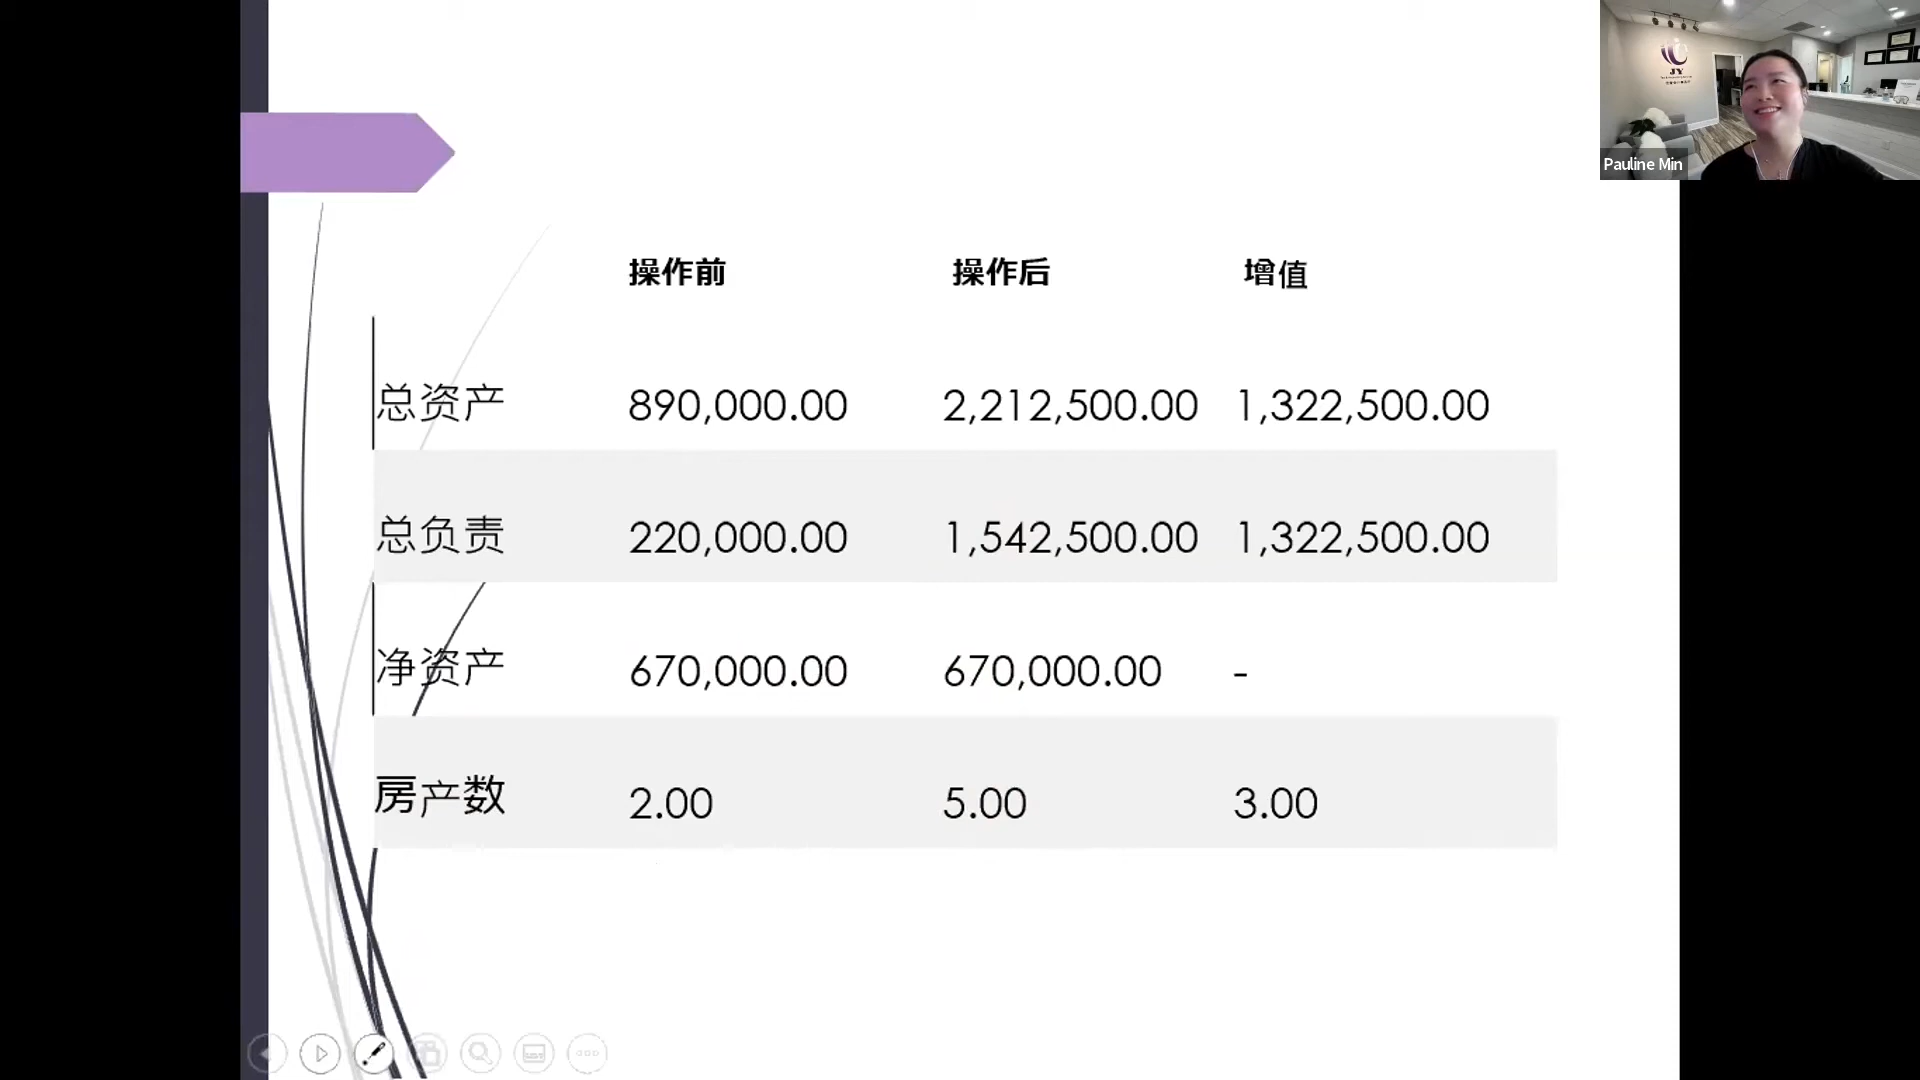 操作前 操作后 增值
总资产 890,000.00 2,212,500.00 1,322,500.00
总负责 220,000.00 1,542,500.00 1,322,500.00
净资产 670,000.00 670,000.00 -
房产数 2.00 5.00 3.00
JY
Pauline Min